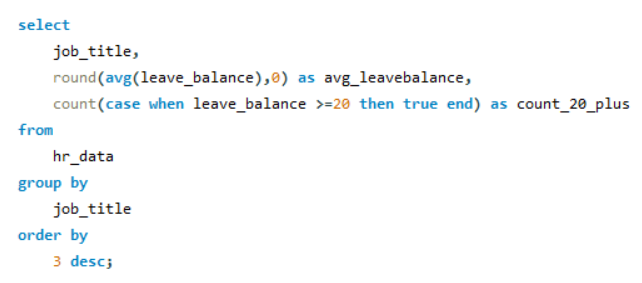 select
job_title,
round(avg(leave_balance),0) as avg_leavebalance,
count(case when leave_balance >=20 then true end) as count_20_plus
from
hr_data
group by
job_title
order by
3 desc;